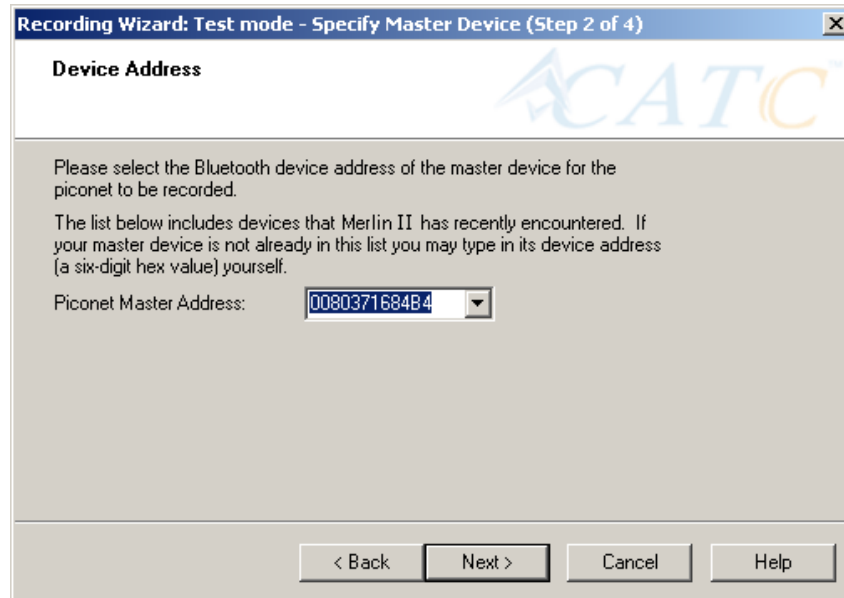 Recording Wizard: Test mode - Specify Master Device (Step 2 of 4)
Device Address
CATC
Please select the Bluetooth device address of the master device for the
piconet to be recorded.
The list below includes devices that Merlin II has recently encountered. If
your master device is not already in this list you may type in its device address
(a six-digit hex value) yourself.
Piconet Master Address: 0080371684B4
< Back Next > Cancel Help